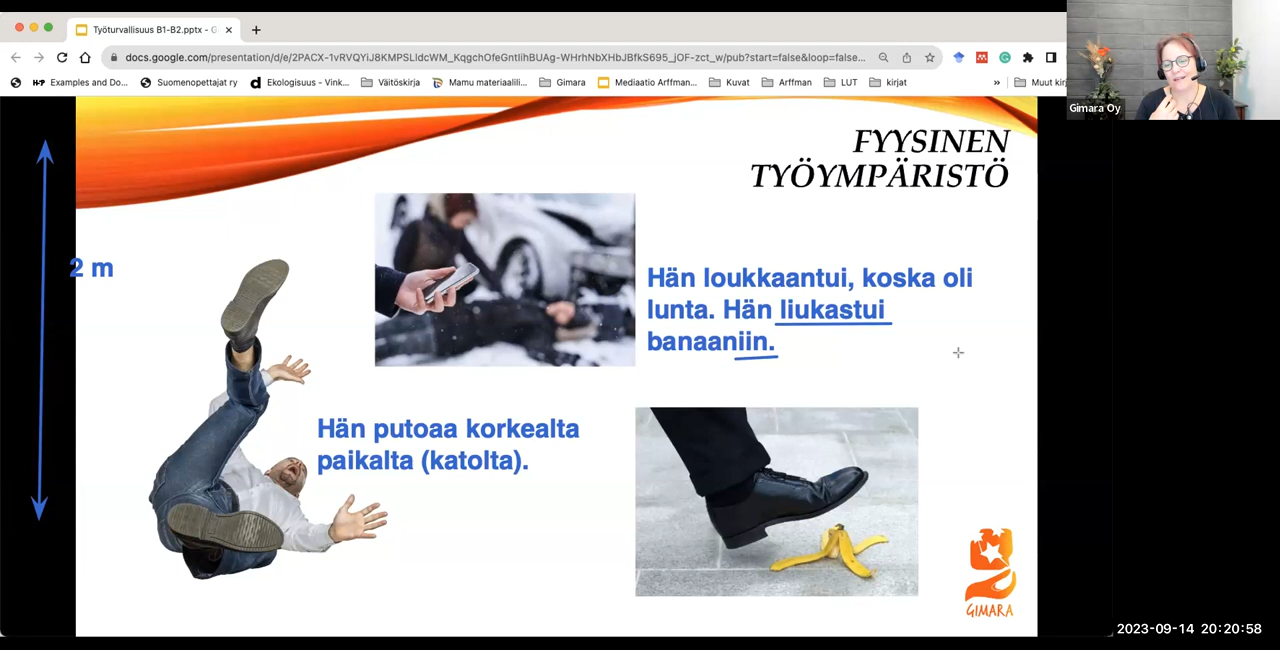 Työturvallisuus B1-B2.pptx - G
docs.google.com/presentation/d/e/2PACX-1vRVQYiJ8KMPSLldcWM_KqgchOfeGntIihBUAg-WHrhNbXHbJBfkS695_jOF-zct_w/pub?start=false&loop=false...
Examples and Do...
Suomenopettajat ry
Ekologisuus - Vink...
Väitöskirja
Mamu materiaalili...
Gimara
Mediaatio Arffman...
Kuvat
Arffman
LUT
kirjat
»
Muut kirj
Gimara Oy
FYYSINEN
TYÖYMPÄRISTÖ
2 m
Hän loukkaantui, koska oli
lunta. Hän liukastui
banaaniin.
Hän putoaa korkealta
paikalta (katolta).
GIMARA
2023-09-14 20:20:58